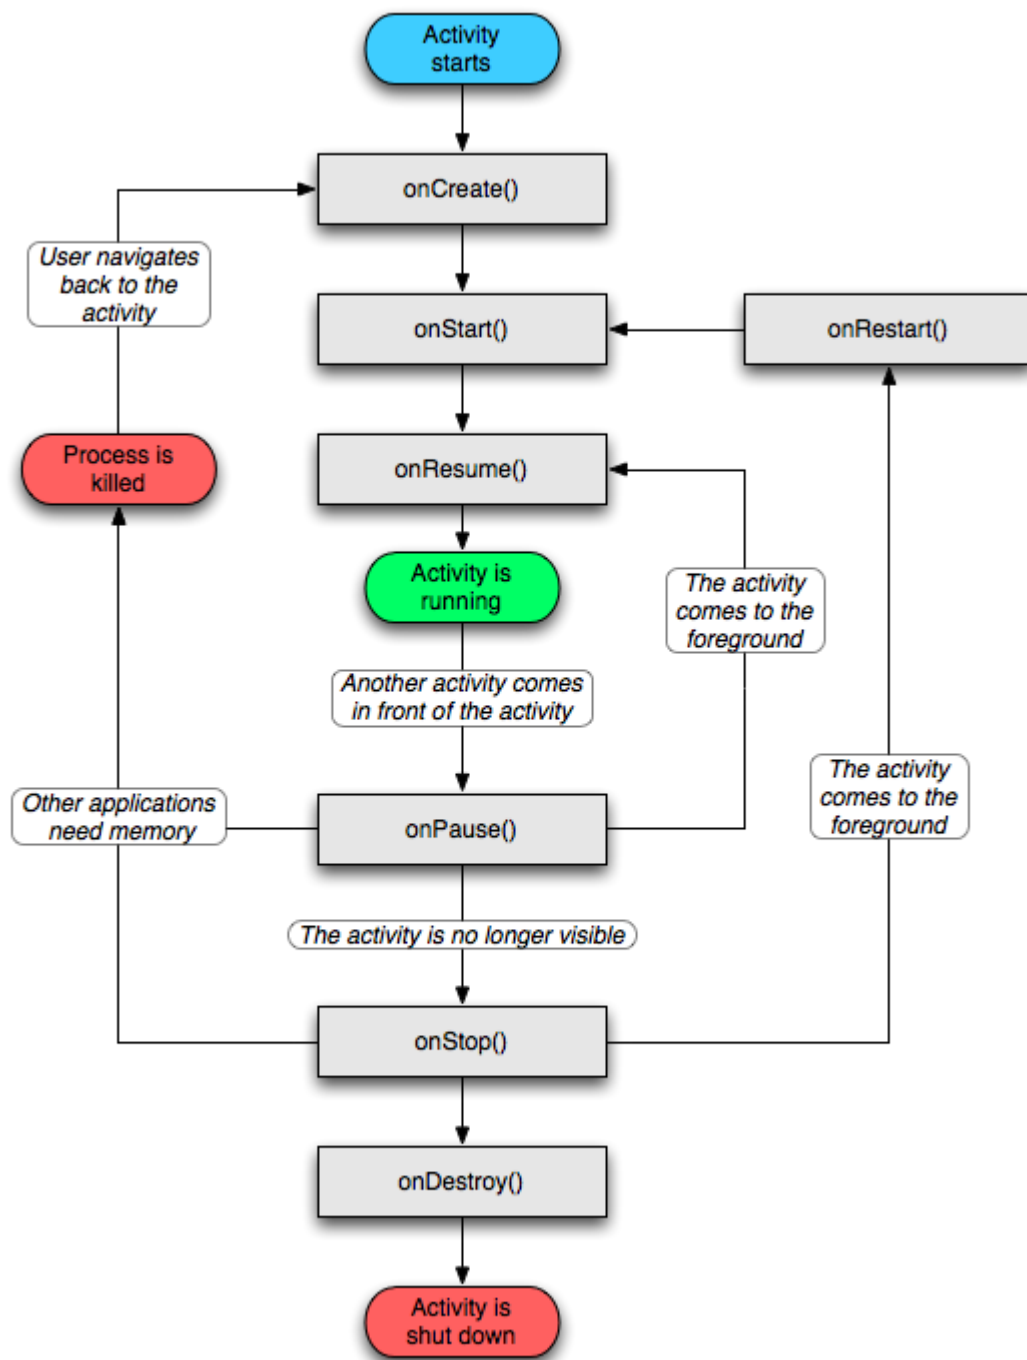 Activity
starts
onCreate()
User navigates
back to the
activity
onStart()
onRestart()
Process is
killed
onResume()
Activity is
running
The activity
comes to the
foreground
Another activity comes
in front of the activity
The activity
comes to the
foreground
Other applications
need memory
onPause()
The activity is no longer visible
onStop()
onDestroy()
Activity is
shut down